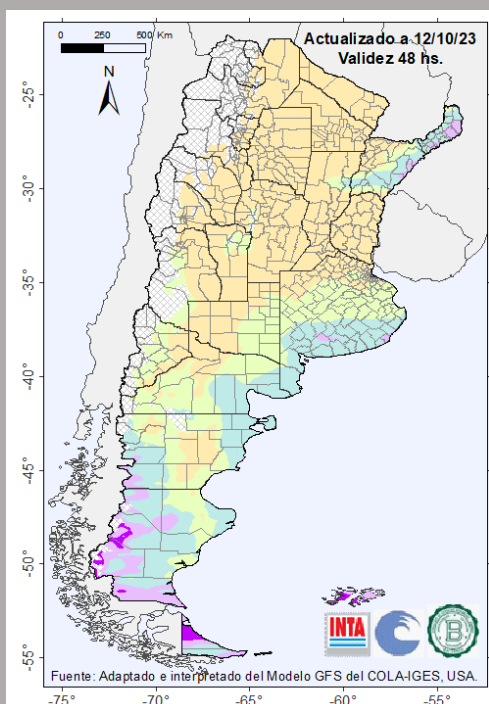 0 250 500 Km
Actualizado a 12/10/23
Validez 48 hs.
N
-25°
-30°
-35°
-40°
-45°
-50°
-55°
INTA
B
Fuente: Adaptado e interpretado del Modelo GFS del COLA-IGES, USA.
-75° -70° -65° -60° -55°